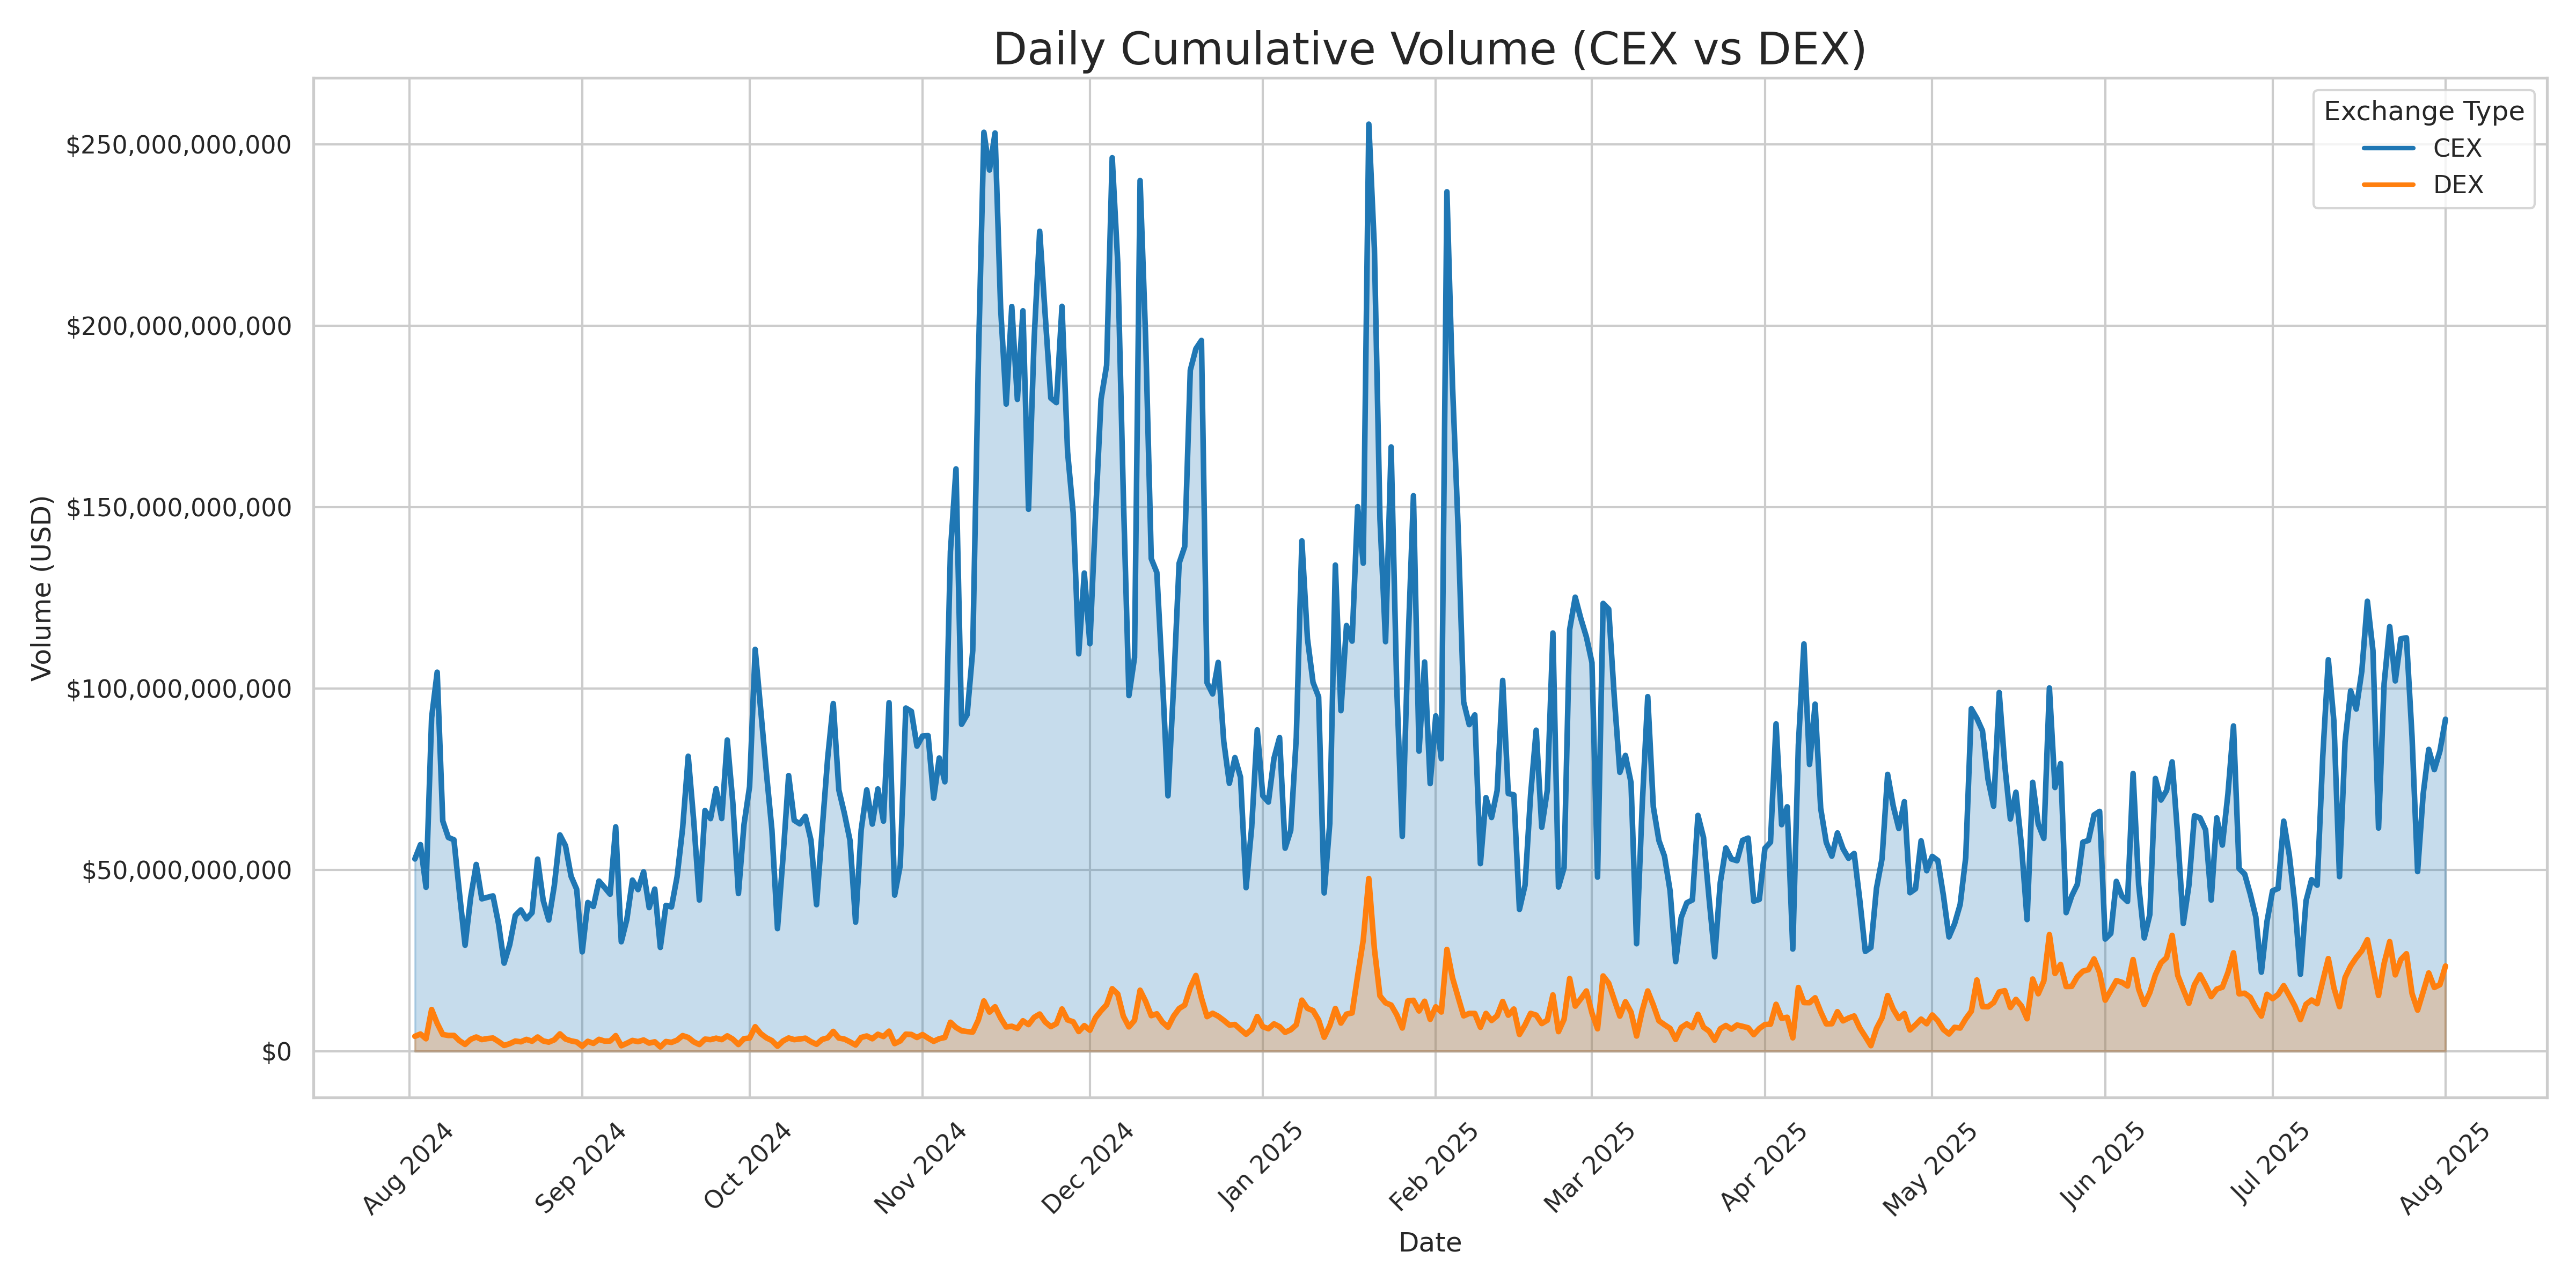 Daily Cumulative Volume (CEX vs DEX)
Exchange Type
CEX
DEX
Volume (USD)
$250,000,000,000
$200,000,000,000
$150,000,000,000
$100,000,000,000
$50,000,000,000
$0
Aug 2024
Sep 2024
Oct 2024
Nov 2024
Dec 2024
Jan 2025
Feb 2025
Mar 2025
Apr 2025
May 2025
Jun 2025
Jul 2025
Aug 2025
Date